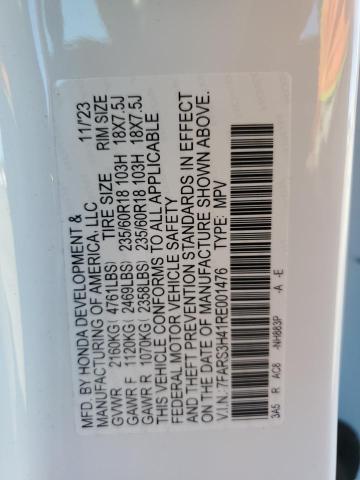 MFD. BY HONDA DEVELOPMENT & 11/23
MANUFACTURING OF AMERICA, LLC
TIRE SIZE RIM SIZE
GVWR 2160KG( 4761LBS)
GAWR F 1120KG( 2469LBS) 235/60R18 103H 18X7.5J
GAWR R 1070KG( 2358LBS) 235/60R18 103H 18X7.5J
THIS VEHICLE CONFORMS TO ALL APPLICABLE
FEDERAL MOTOR VEHICLE SAFETY
AND THEFT PREVENTION STANDARDS IN EFFECT
ON THE DATE OF MANUFACTURE SHOWN ABOVE.
V.I.N.:7FARS3H41RE001476 TYPE: MPV
3A5 R AC8 -NH883P -A -E